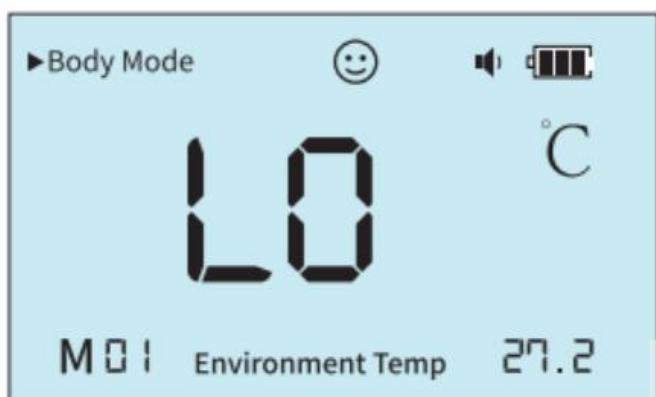 ▶Body Mode
℃
LO
M01 Environment Temp 27.2